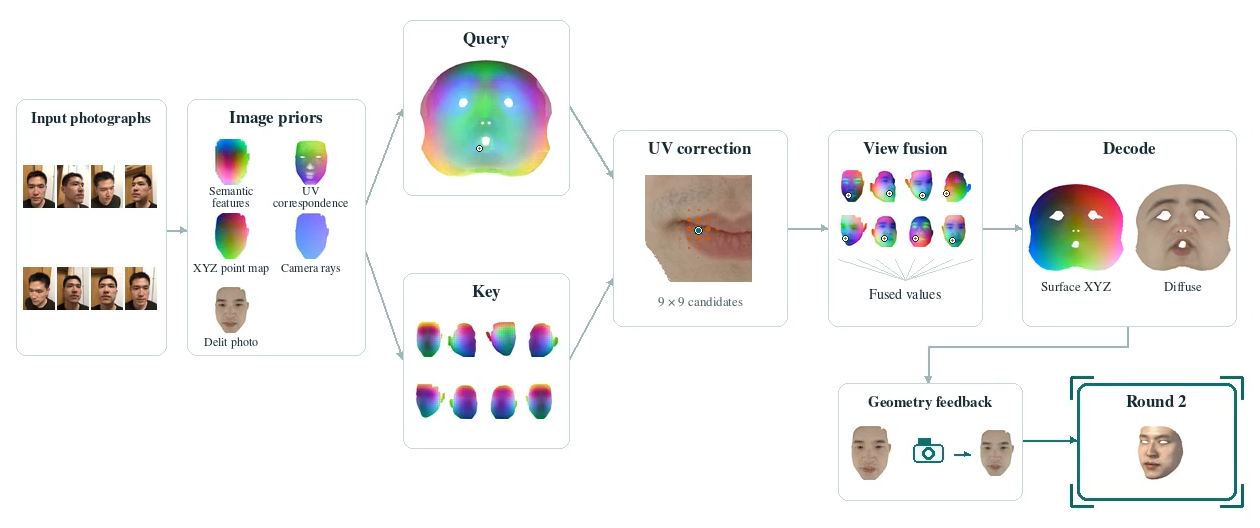 Input photographs
Image priors
Semantic
features
UV
correspondence
XYZ point map
Camera rays
Delit photo
Query
Key
UV correction
9 × 9 candidates
View fusion
Fused values
Decode
Surface XYZ
Diffuse
Geometry feedback
Round 2